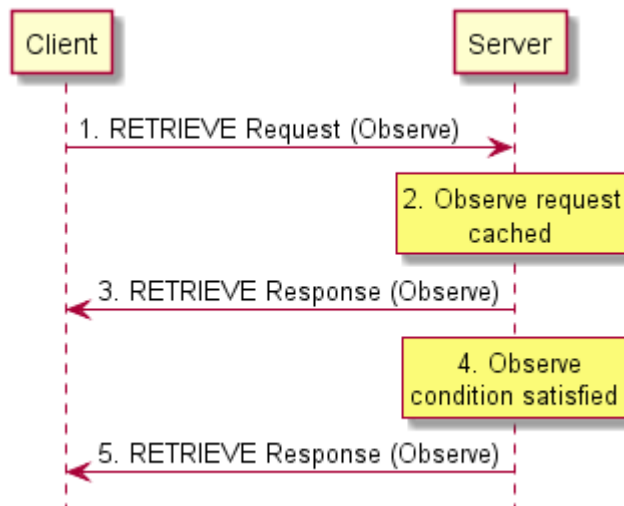 Client
Server
1. RETRIEVE Request (Observe)
2. Observe request
cached
3. RETRIEVE Response (Observe)
4. Observe
condition satisfied
5. RETRIEVE Response (Observe)